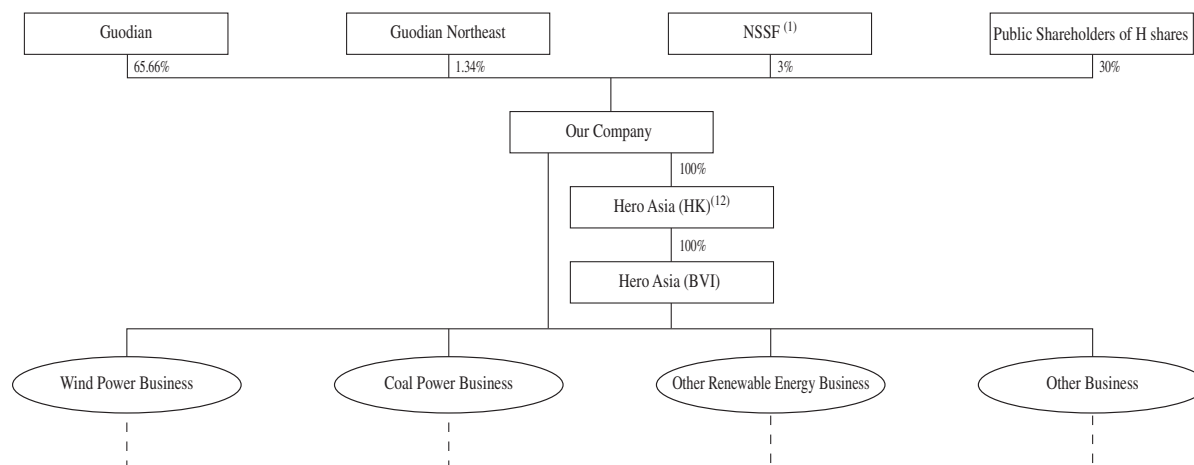 Guodian
Guodian Northeast
NSSF (1)
Public Shareholders of H shares
65.66%
1.34%
3%
30%
Our Company
100%
Hero Asia (HK)(12)
100%
Hero Asia (BVI)
Wind Power Business
Coal Power Business
Other Renewable Energy Business
Other Business